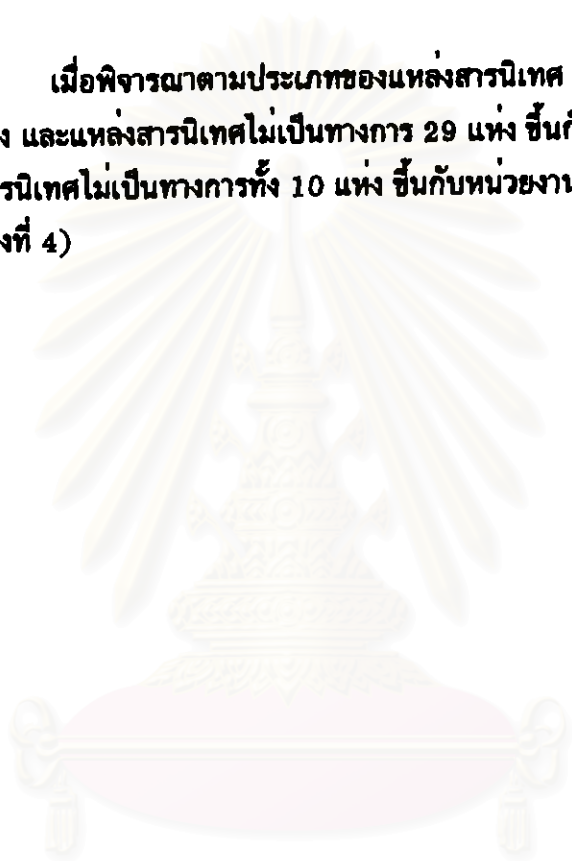 เมื่อพิจารณาตามประเภทของแหล่งสารนิเทศ
ง และแหล่งสารนิเทศไม่เป็นทางการ 29 แห่ง ขึ้นกั
รนิเทศไม่เป็นทางการทั้ง 10 แห่ง ขึ้นกับหน่วยงาน
งที่ 4)